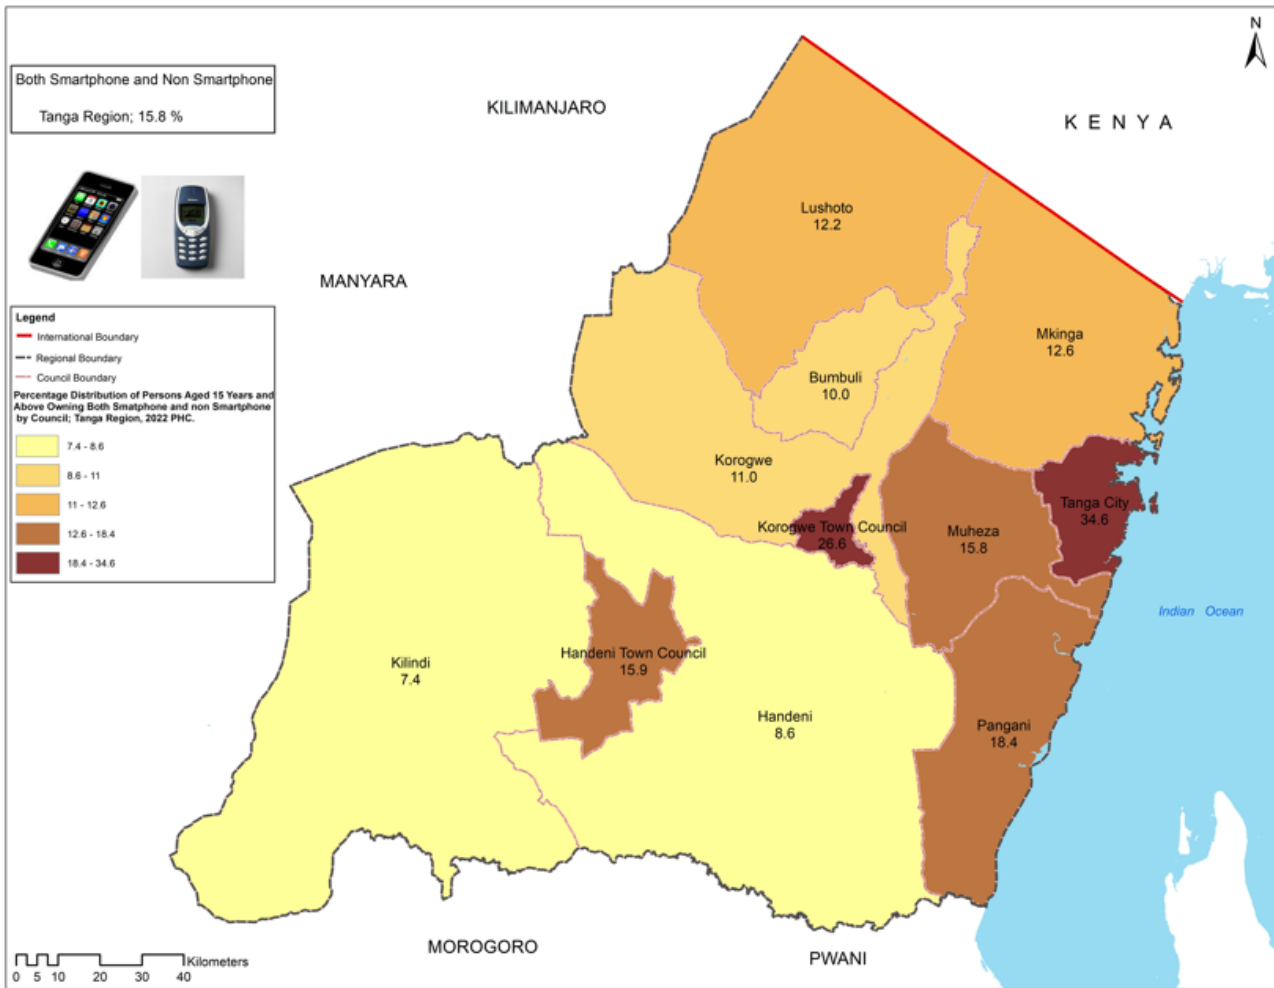 N
Both Smartphone and Non Smartphone
Tanga Region; 15.8 %
KILIMANJARO
K E N Y A
MANYARA
Lushoto
12.2
Mkinga
12.6
Bumbuli
10.0
Korogwe
11.0
Korogwe Town Council
26.6
Muheza
15.8
Tanga City
34.6
Indian Ocean
Kilindi
7.4
Handeni Town Council
15.9
Handeni
8.6
Pangani
18.4
Legend
International Boundary
Regional Boundary
Council Boundary
Percentage Distribution of Persons Aged 15 Years and
Above Owning Both Smatphone and non Smartphone
by Council; Tanga Region, 2022 PHC.
7.4 - 8.6
8.6 - 11
11 - 12.6
12.6 - 18.4
18.4 - 34.6
MOROGORO
PWANI
Kilometers
0 5 10 20 30 40